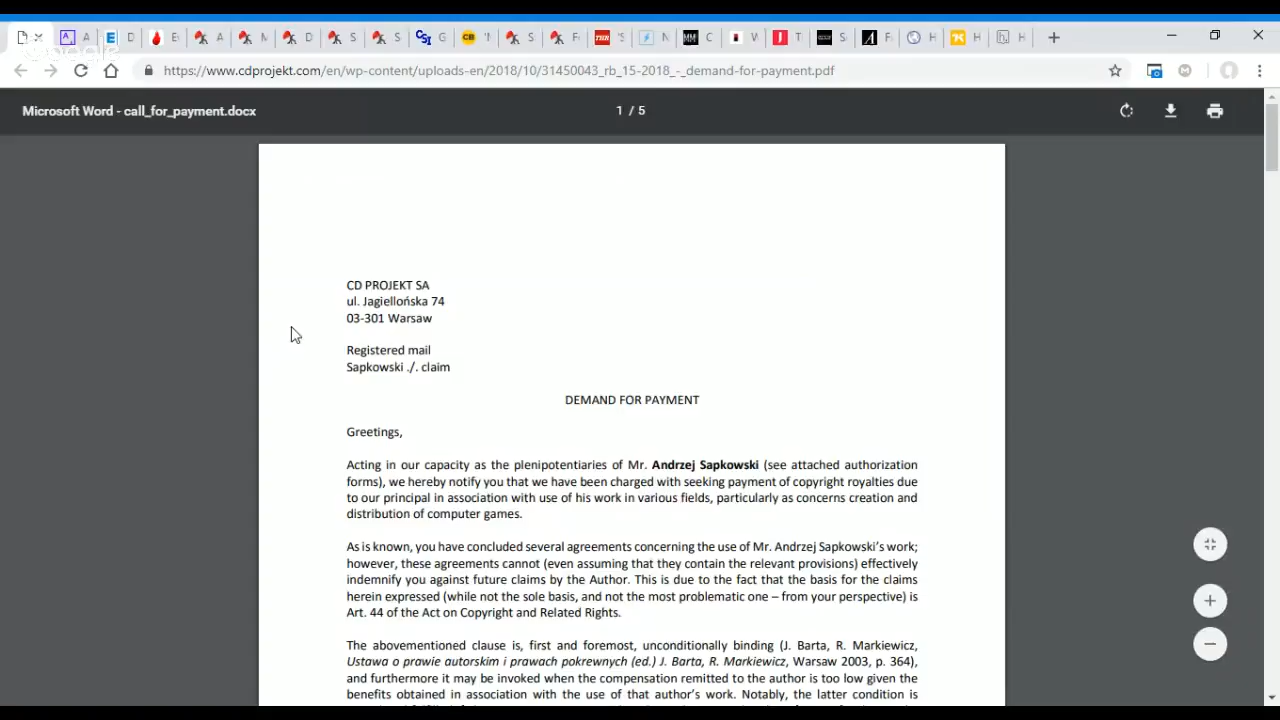 A
E
D
E
A
M
D
S
S
CSI
G
CB
'N
S
F
THR
'S
N
MM
C
W
J
T
S
A
F
H
K
H
H
https://www.cdprojekt.com/en/wp-content/uploads-en/2018/10/31450043_rb_15-2018_-_demand-for-payment.pdf
Microsoft Word - call_for_payment.docx
1 / 5
CD PROJEKT SA
ul. Jagiellońska 74
03-301 Warsaw
Registered mail
Sapkowski ./. claim
DEMAND FOR PAYMENT
Greetings,
Acting in our capacity as the plenipotentiaries of Mr. Andrzej Sapkowski (see attached authorization
forms), we hereby notify you that we have been charged with seeking payment of copyright royalties due
to our principal in association with use of his work in various fields, particularly as concerns creation and
distribution of computer games.
As is known, you have concluded several agreements concerning the use of Mr. Andrzej Sapkowski's work;
however, these agreements cannot (even assuming that they contain the relevant provisions) effectively
indemnify you against future claims by the Author. This is due to the fact that the basis for the claims
herein expressed (while not the sole basis, and not the most problematic one – from your perspective) is
Art. 44 of the Act on Copyright and Related Rights.
The abovementioned clause is, first and foremost, unconditionally binding (J. Barta, R. Markiewicz,
Ustawa o prawie autorskim i prawach pokrewnych (ed.) J. Barta, R. Markiewicz, Warsaw 2003, p. 364),
and furthermore it may be invoked when the compensation remitted to the author is too low given the
benefits obtained in association with the use of that author's work. Notably, the latter condition is